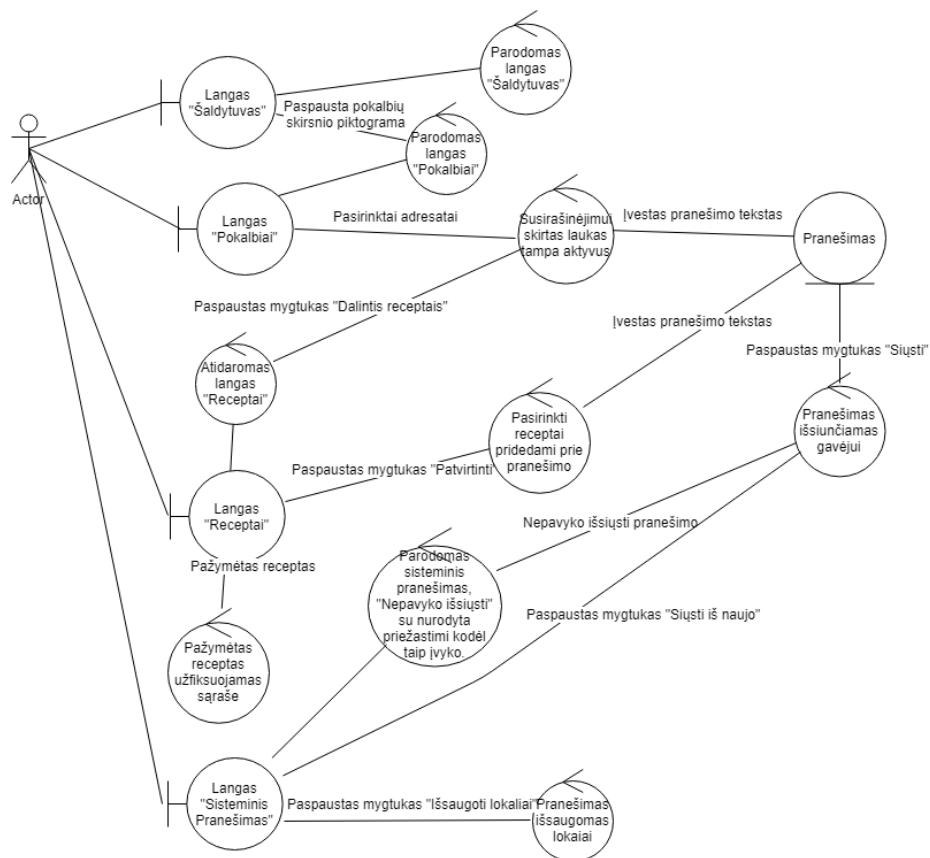 Parodomas
langas
"Šaldytuvas"
Langas
"Šaldytuvas"
Paspausta pokalbių
skirsnio piktograma
Parodomas
langas
"Pokalbiai"
Actor
Langas
"Pokalbiai"
Pasirinktai adresatai
Susirašinėjimui
skirtas laukas
tampa aktyvus
Įvestas pranešimo tekstas
Pranešimas
Paspaustas mygtukas "Dalintis receptais"
Įvestas pranešimo tekstas
Paspaustas mygtukas "Siųsti"
Atidaromas
langas
"Receptai"
Pasirinkti
receptai
pridedami prie
pranešimo
Pranešimas
išsiunčiamas
gavėjui
Paspaustas mygtukas "Patvirtinti"
Langas
"Receptai"
Nepavyko išsiųsti pranešimo
Pažymėtas receptas
Parodomas
sisteminis
pranešimas,
"Nepavyko išsiųsti"
su nurodyta
priežastimi kodėl
taip įvyko.
Paspaustas mygtukas "Siųsti iš naujo"
Pažymėtas
receptas
užfiksuojamas
sąraše
Langas
"Sisteminis
Pranešimas"
Paspaustas mygtukas "Išsaugoti lokaliai"
Pranešimas
išsaugomas
lokaiai